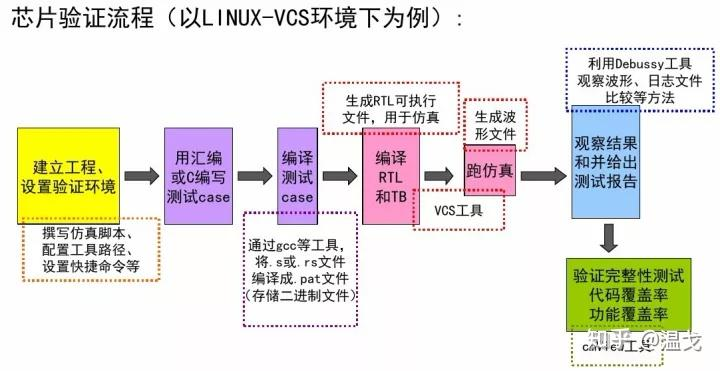 芯片验证流程（以LINUX-VCS环境下为例）:
利用Debussy工具
观察波形、日志文件
比较等方法
生成RTL可执行
文件，用于仿真
生成波
形文件
建立工程、
设置验证环境
用汇编
或C编写
测试case
编译
测试
case
编译
RTL
和TB
跑仿真
观察结果
和并给出
测试报告
VCS工具
撰写仿真脚本、
配置工具路径、
设置快捷命令等
通过gcc等工具，
将.s或.rs文件
编译成.pat文件
（存储二进制文件）
验证完整性测试
代码覆盖率
功能覆盖率
工具
知乎 @温戈